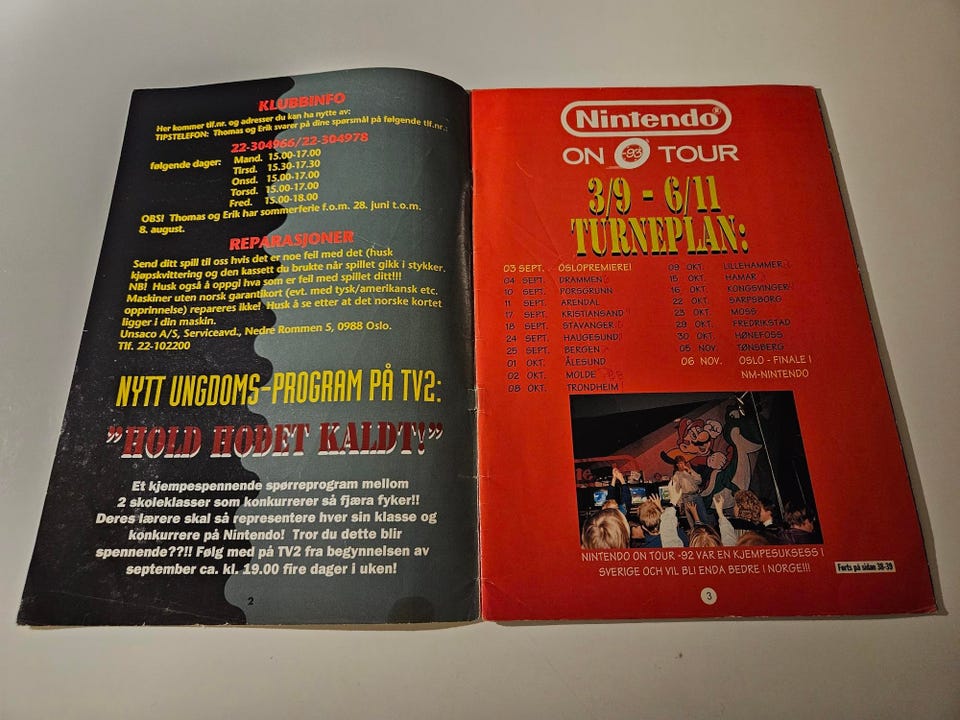 KLUBBINFO
Her kommer tlf.nr. og adresser du kan ha nytte av:
TIPSTELEFON: Thomas og Erik svarer på dine spørsmål på følgende tlf.nr.:
22-304966/22-304978
følgende dager: Mand. 15.00-17.00
Tirsd. 15.30-17.30
Onsd. 15.00-17.00
Torsd. 15.00-17.00
Fred. 15.00-18.00
OBS! Thomas og Erik har sommerferie f.o.m. 28. juni t.o.m.
8. august.
REPARASJONER
Send ditt spill til oss hvis det er noe feil med det (husk
kjøpskvittering og den kassett du brukte når spillet gikk i stykker.
NB! Husk også å oppgi hva som er feil med spillet ditt!!!
Maskiner uten norsk garantikort (evt. med tysk/amerikansk etc.
opprinnelse) repareres ikke! Husk å se etter at det norske kortet
ligger i din maskin.
Unsaco A/S, Serviceavd., Nedre Rommen 5, 0988 Oslo.
Tlf. 22-102200
NYTT UNGDOMS-PROGRAM PÅ TV2:
"HOLD HODET KALDT!"
Et kjempespennende spørreprogram mellom
2 skoleklasser som konkurrerer så fjæra fyker!!
Deres lærere skal så representere hver sin klasse og
konkurrere på Nintendo! Tror du dette blir
spennende??!! Følg med på TV2 fra begynnelsen av
september ca. kl. 19.00 fire dager i uken!
2
Nintendo®
ON -93 TOUR
3/9 - 6/11
TURNEPLAN:
03 SEPT. OSLOPREMIERE!
04 SEPT. DRAMMEN
10 SEPT. PORSGRUNN
11 SEPT. ARENDAL
17 SEPT. KRISTIANSAND
18 SEPT. STAVANGER
24 SEPT. HAUGESUND
25 SEPT. BERGEN
01 OKT. ÅLESUND
02 OKT. MOLDE
08 OKT. TRONDHEIM
09 OKT. LILLEHAMMER
15 OKT. HAMAR
16 OKT. KONGSVINGER
22 OKT. SARPSBORG
23 OKT. MOSS
29 OKT. FREDRIKSTAD
30 OKT. HØNEFOSS
05 NOV. TØNSBERG
06 NOV. OSLO - FINALE I
NM-NINTENDO
NINTENDO ON TOUR -92 VAR EN KJEMPESUKSESS I
SVERIGE OCH VIL BLI ENDA BEDRE I NORGE!!!
Forts på sidan 38-39
3